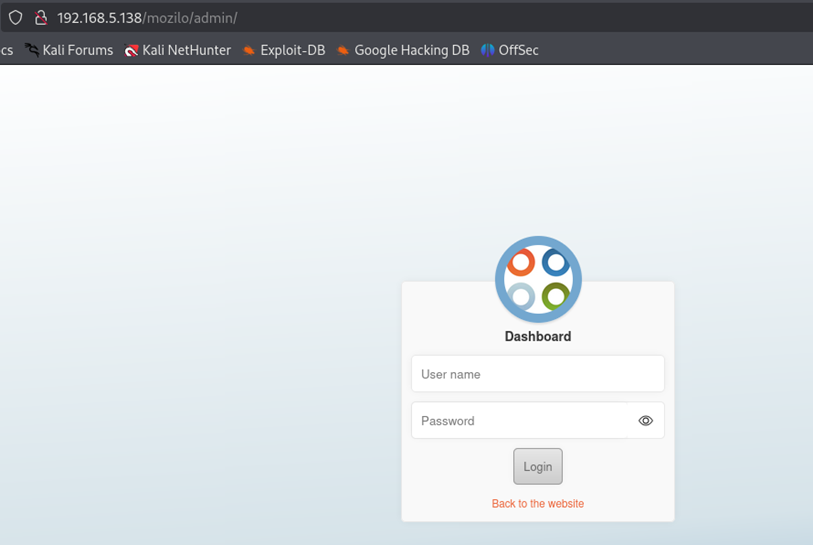 192.168.5.138/mozilo/admin/
cs Kali Forums Kali NetHunter Exploit-DB Google Hacking DB OffSec
Dashboard
User name
Password
Login
Back to the website